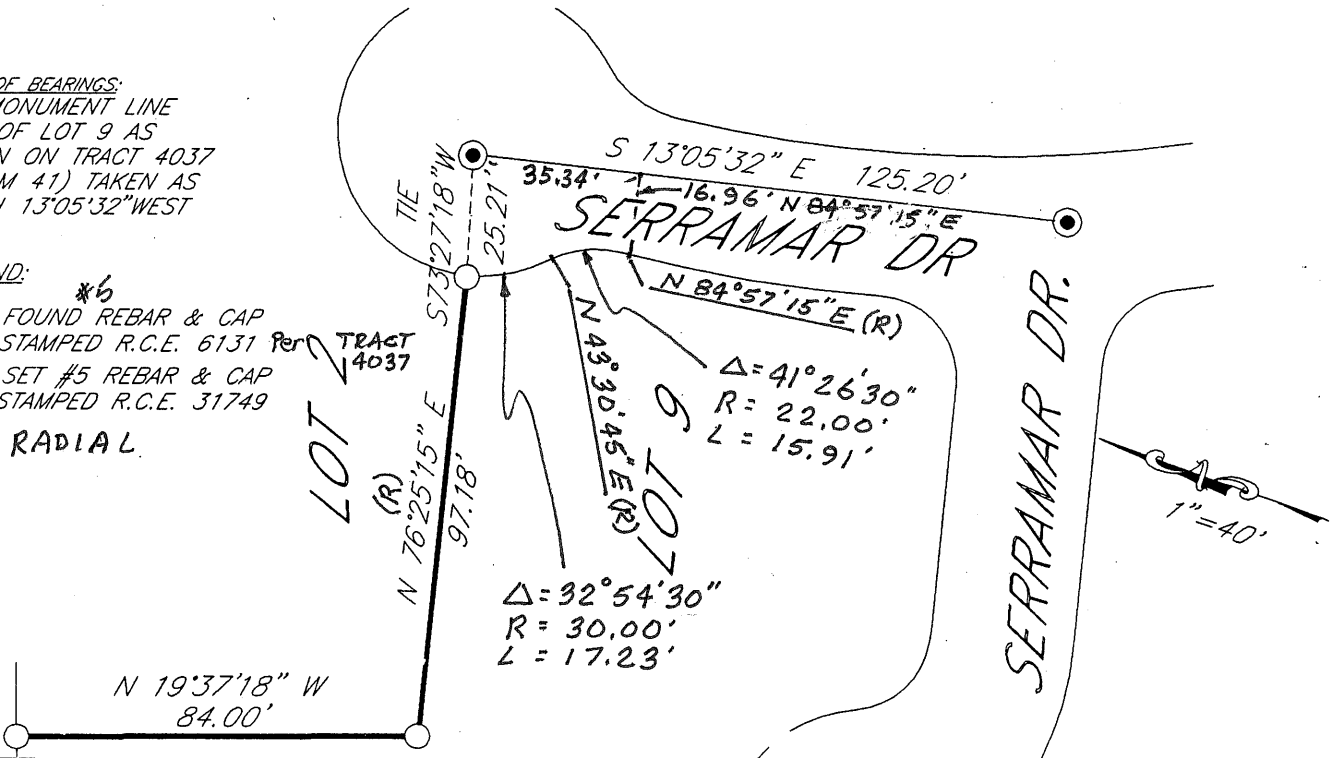 OF BEARINGS:
MONUMENT LINE
OF LOT 9 AS
N ON TRACT 4037
M 41) TAKEN AS
13°05'32"WEST
ND:
#5
FOUND REBAR & CAP
STAMPED R.C.E. 6131 Per TRACT
4037
SET #5 REBAR & CAP
STAMPED R.C.E. 31749
RADIAL
TIE
S73°27'18"W
25.21'
S 13°05'32" E 125.20'
35.34'
16.96' N 84°57'15"E
SERRAMAR DR
N 84°57'15"E (R)
N 43°30'45"E (R)
Δ=41°26'30"
R= 22.00'
L = 15.91'
LOT 9
LOT 2
(R)
N 76°25'15" E
97.18'
Δ=32°54'30"
R= 30.00'
L = 17.23'
SERRAMAR DR.
1"=40'
N 19°37'18" W
84.00'